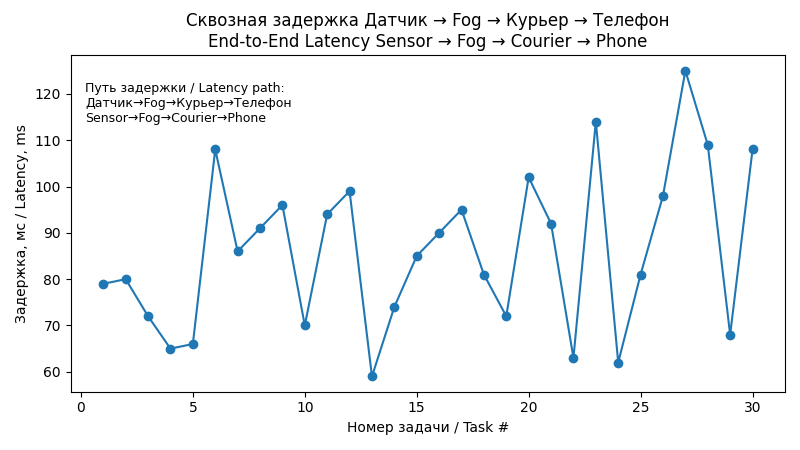 Сквозная задержка Датчик → Fog → Курьер → Телефон
End-to-End Latency Sensor → Fog → Courier → Phone
Путь задержки / Latency path:
Датчик→Fog→Курьер→Телефон
Sensor→Fog→Courier→Phone
Задержка, мс / Latency, ms
120
110
100
90
80
70
60
0 5 10 15 20 25 30
Номер задачи / Task #